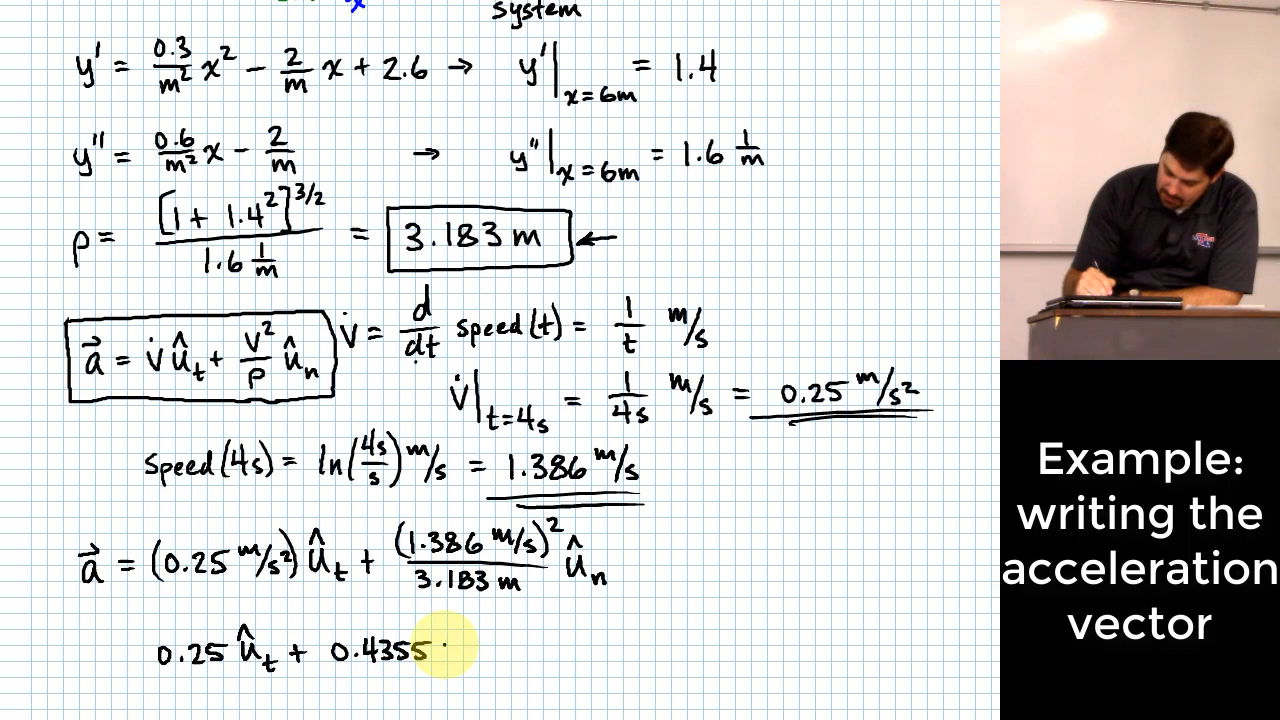 system
y' = 0.3/m² x² - 2/m x + 2.6 → y'|x=6m = 1.4
y" = 0.6/m² x - 2/m → y"|x=6m = 1.6 1/m
ρ = [1 + 1.4²]^3/2 / 1.6 1/m = 3.183 m ←
a⃗ = v̇ û_t + v²/ρ û_n v̇ = d/dt speed(t) = 1/t m/s
v̇|t=4s = 1/4s m/s = 0.25 m/s²
speed(4s) = ln(4s/s) m/s = 1.386 m/s
a⃗ = (0.25 m/s²) û_t + (1.386 m/s)²/3.183 m û_n
0.25 û_t + 0.4355
Example:
writing the
acceleration
vector